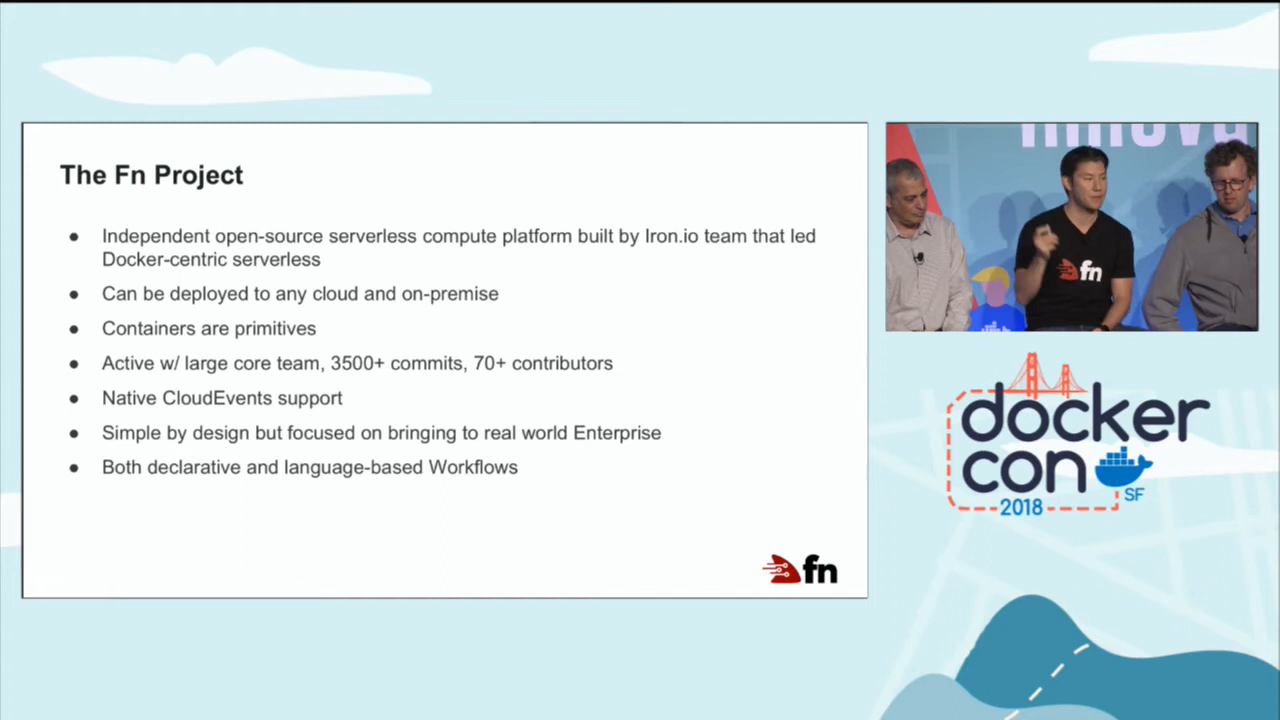 The Fn Project
● Independent open-source serverless compute platform built by Iron.io team that led
Docker-centric serverless
● Can be deployed to any cloud and on-premise
● Containers are primitives
● Active w/ large core team, 3500+ commits, 70+ contributors
● Native CloudEvents support
● Simple by design but focused on bringing to real world Enterprise
● Both declarative and language-based Workflows
fn
fn
docker
con
SF
2018